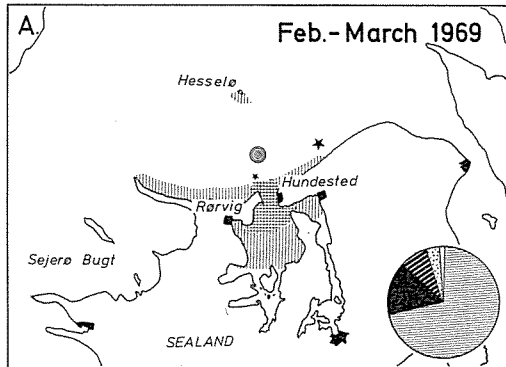 A.
Feb.-March 1969
Hesselø
Hundested
Rørvig
Sejerø Bugt
SEALAND